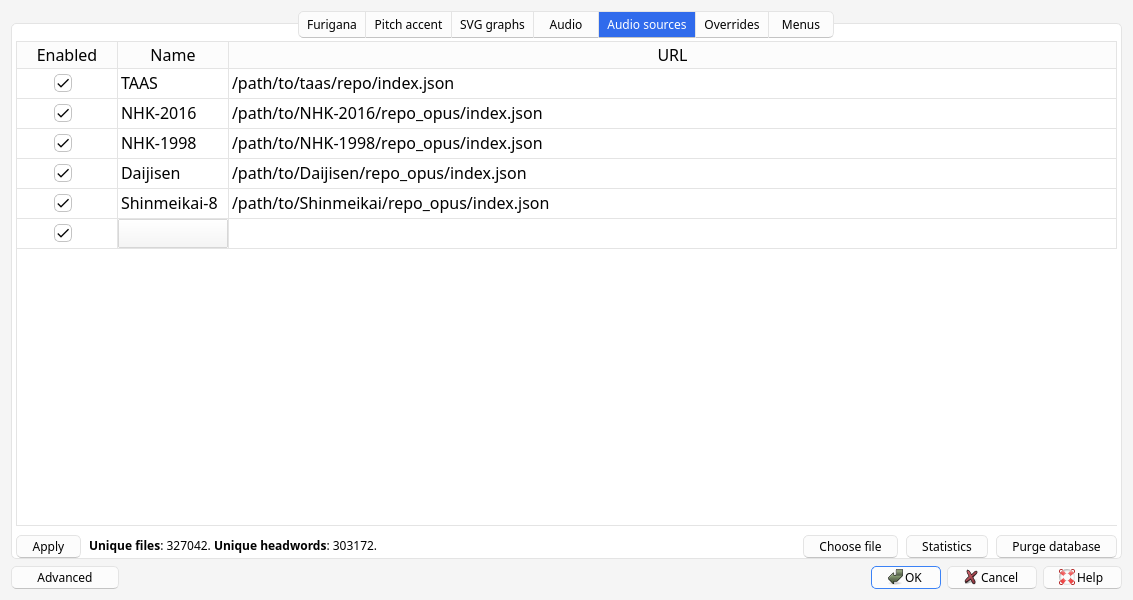 Furigana Pitch accent SVG graphs Audio Audio sources Overrides Menus
Enabled Name URL
TAAS /path/to/taas/repo/index.json
NHK-2016 /path/to/NHK-2016/repo_opus/index.json
NHK-1998 /path/to/NHK-1998/repo_opus/index.json
Daijisen /path/to/Daijisen/repo_opus/index.json
Shinmeikai-8 /path/to/Shinmeikai/repo_opus/index.json
Apply Unique files: 327042. Unique headwords: 303172. Choose file Statistics Purge database
Advanced OK Cancel Help